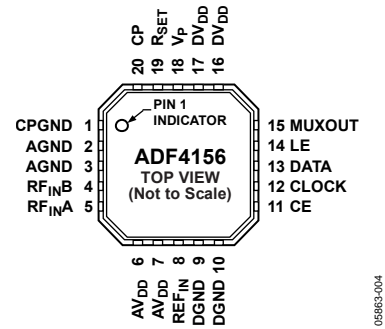 20 CP
19 RSET
18 VP
17 DVDD
16 DVDD
PIN 1
INDICATOR
CPGND 1
AGND 2
AGND 3
RFINB 4
RFINA 5
ADF4156
TOP VIEW
(Not to Scale)
15 MUXOUT
14 LE
13 DATA
12 CLOCK
11 CE
AVDD 6
AVDD 7
REFIN 8
DGND 9
DGND 10
05863-004